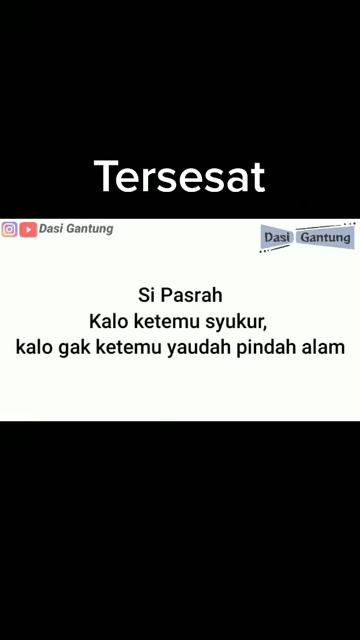 Tersesat
Dasi Gantung
Dasi Gantung
Si Pasrah
Kalo ketemu syukur,
kalo gak ketemu yaudah pindah alam